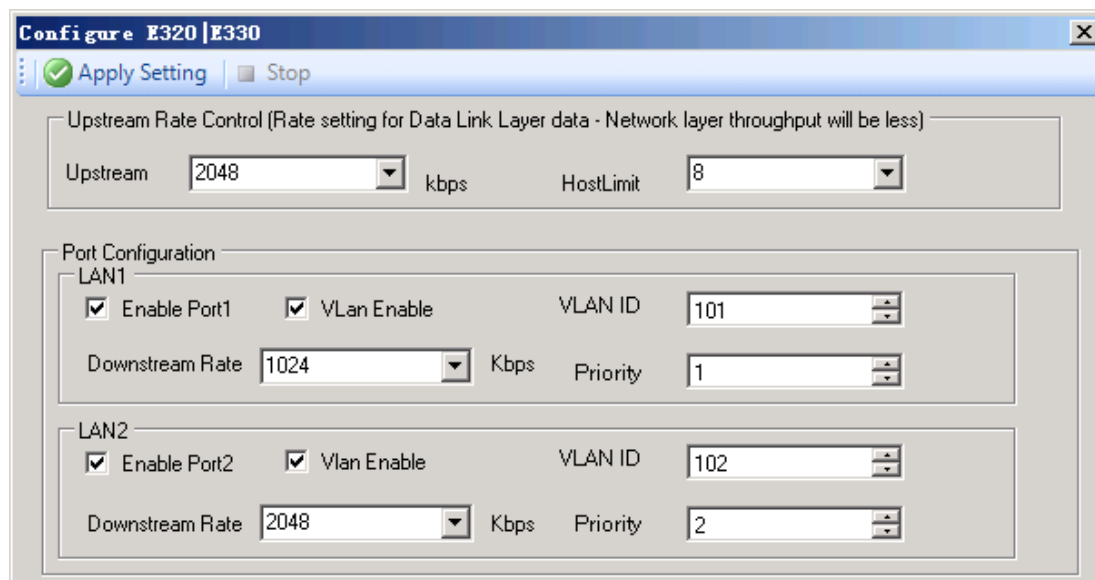 Configure E320|E330
Apply Setting Stop
Upstream Rate Control (Rate setting for Data Link Layer data - Network layer throughput will be less)
Upstream 2048 kbps HostLimit 8
Port Configuration
LAN1
Enable Port1 VLan Enable VLAN ID 101
Downstream Rate 1024 Kbps Priority 1
LAN2
Enable Port2 Vlan Enable VLAN ID 102
Downstream Rate 2048 Kbps Priority 2